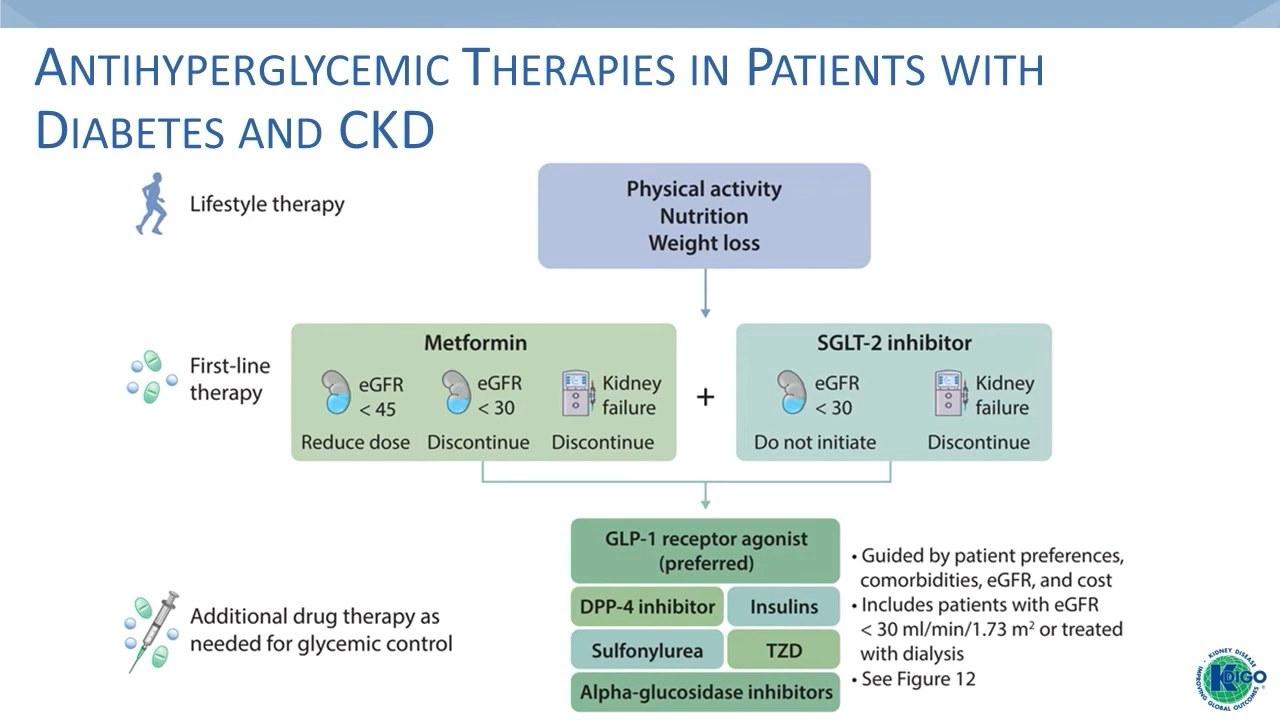 ANTIHYPERGLYCEMIC THERAPIES IN PATIENTS WITH
DIABETES AND CKD
Lifestyle therapy
Physical activity
Nutrition
Weight loss
First-line
therapy
Metformin
eGFR
< 45
Reduce dose
eGFR
< 30
Discontinue
Kidney
failure
Discontinue
+
SGLT-2 inhibitor
eGFR
< 30
Do not initiate
Kidney
failure
Discontinue
Additional drug therapy as
needed for glycemic control
GLP-1 receptor agonist
(preferred)
DPP-4 inhibitor
Insulins
Sulfonylurea
TZD
Alpha-glucosidase inhibitors
• Guided by patient preferences,
comorbidities, eGFR, and cost
• Includes patients with eGFR
< 30 ml/min/1.73 m² or treated
with dialysis
• See Figure 12
KIDNEY DISEASE
KDIGO
IMPROVING GLOBAL OUTCOMES